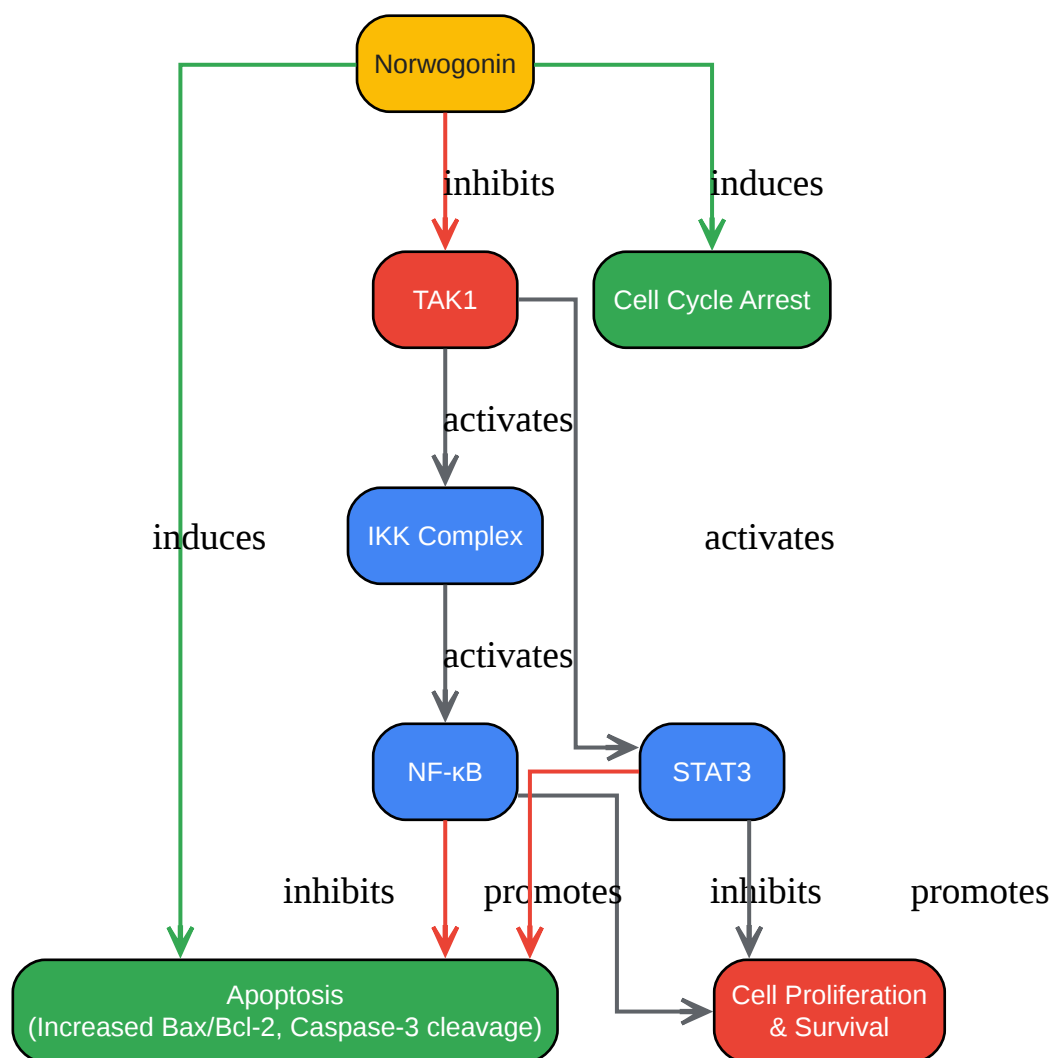 Norwogonin
inhibits
induces
TAK1
Cell Cycle Arrest
activates
induces
IKK Complex
activates
activates
NF-κB
STAT3
inhibits
promotes
inhibits
promotes
Apoptosis
(Increased Bax/Bcl-2, Caspase-3 cleavage)
Cell Proliferation
& Survival